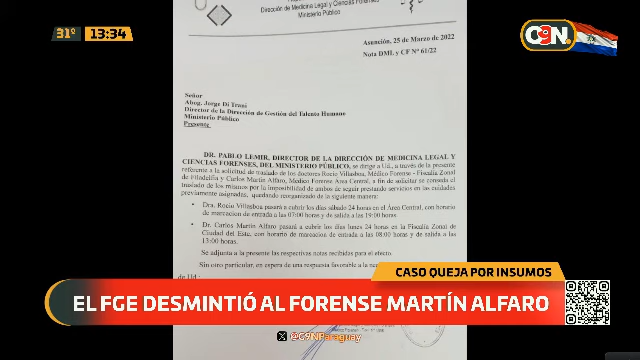 Dirección de Medicina Legal y Ciencias Forenses
Ministerio Público
31°
13:34
C9N
Asunción, 25 de Marzo de 2022
Nota DML y CF N° 61/22
Señor
Abog. Jorge Di Trani
Director de la Dirección de Gestión del Talento Humano
Ministerio Público
Presente
DR. PABLO LEMIR, DIRECTOR DE LA DIRECCIÓN DE MEDICINA LEGAL Y
CIENCIAS FORENSES, DEL MINISTERIO PÚBLICO, se dirige a Ud., a través de la presente
referente a la solicitud de traslado de los doctores Rocío Villasboa, Médico Forense - Fiscalía Zonal
de Filadelfia y Carlos Martín Alfaro, Médico Forense Área Central, a fin de solicitar se conceda el
traslado de los mismos por la imposibilidad de ambos de seguir prestando servicios en las unidades
previamente asignadas, quedando reorganizado de la siguiente manera:
• Dra. Rocío Villasboa pasará a cubrir los días sábado 24 horas en el Área Central, con horario
de marcación de entrada a las 07:00 horas y de salida a las 19:00 horas.
• Dr. Carlos Martín Alfaro pasará a cubrir los días lunes 24 horas en la Fiscalía Zonal de
Ciudad del Este, con horario de marcación de entrada a las 08:00 horas y de salida a las
13:00 horas.
Se adjunta a la presente las respectivas notas recibidas para el efecto.
Sin otro particular, en espera de una respuesta favorable a la
de Ud.:
CASO QUEJA POR INSUMOS
EL FGE DESMINTIÓ AL FORENSE MARTÍN ALFARO
@C9NParaguay